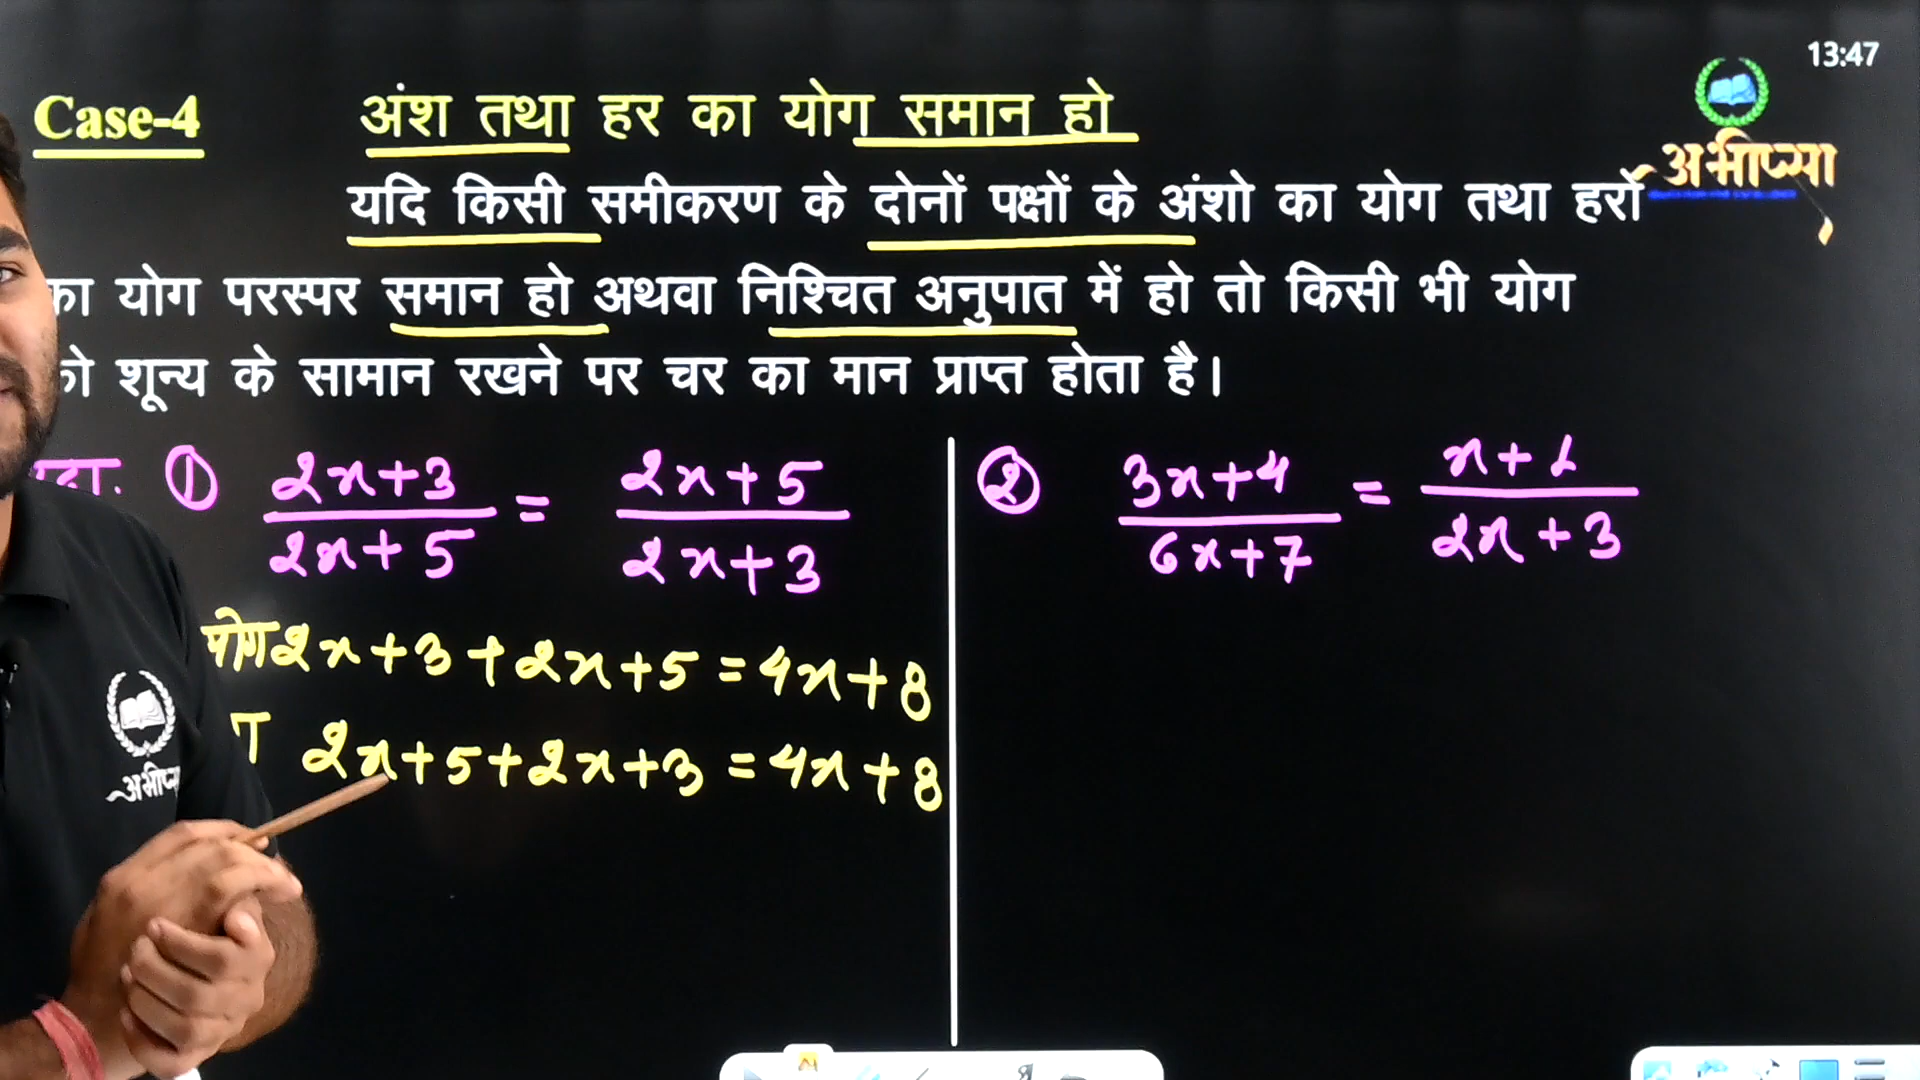 13:47
Case-4 अंश तथा हर का योग समान हो
अभीप्सा
यदि किसी समीकरण के दोनों पक्षों के अंशो का योग तथा हरों
का योग परस्पर समान हो अथवा निश्चित अनुपात में हो तो किसी भी योग
को शून्य के सामान रखने पर चर का मान प्राप्त होता है।
① (2x+3)/(2x+5) = (2x+5)/(2x+3)
② (3x+4)/(6x+7) = (x+1)/(2x+3)
योग 2x+3+2x+5=4x+8
2x+5+2x+3=4x+8